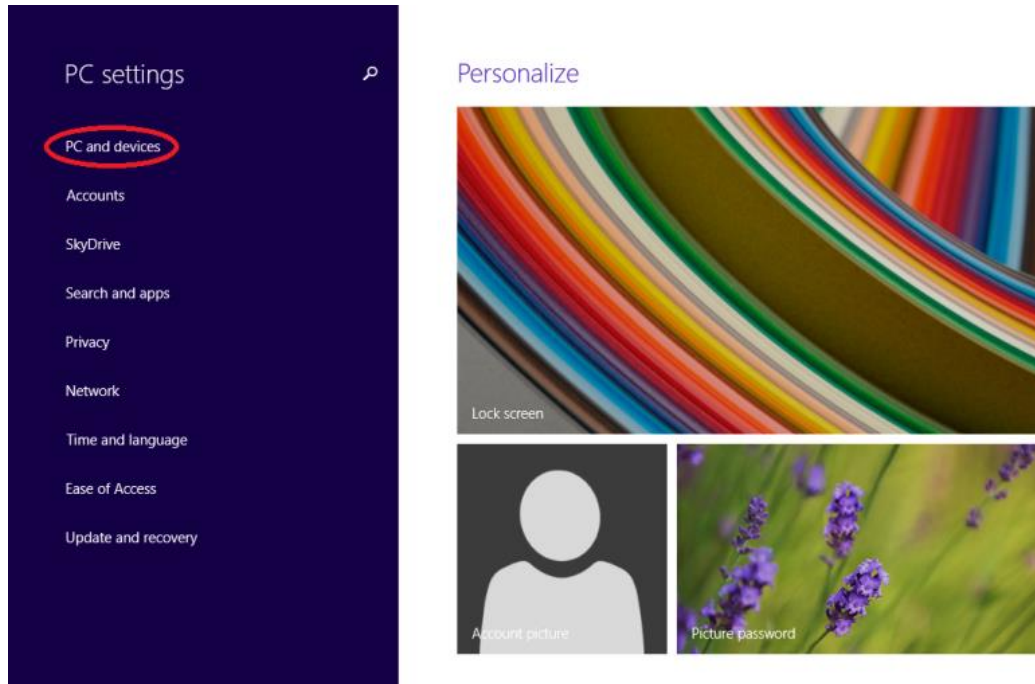 PC settings
PC and devices
Accounts
SkyDrive
Search and apps
Privacy
Network
Time and language
Ease of Access
Update and recovery
Personalize
Lock screen
Account picture
Picture password